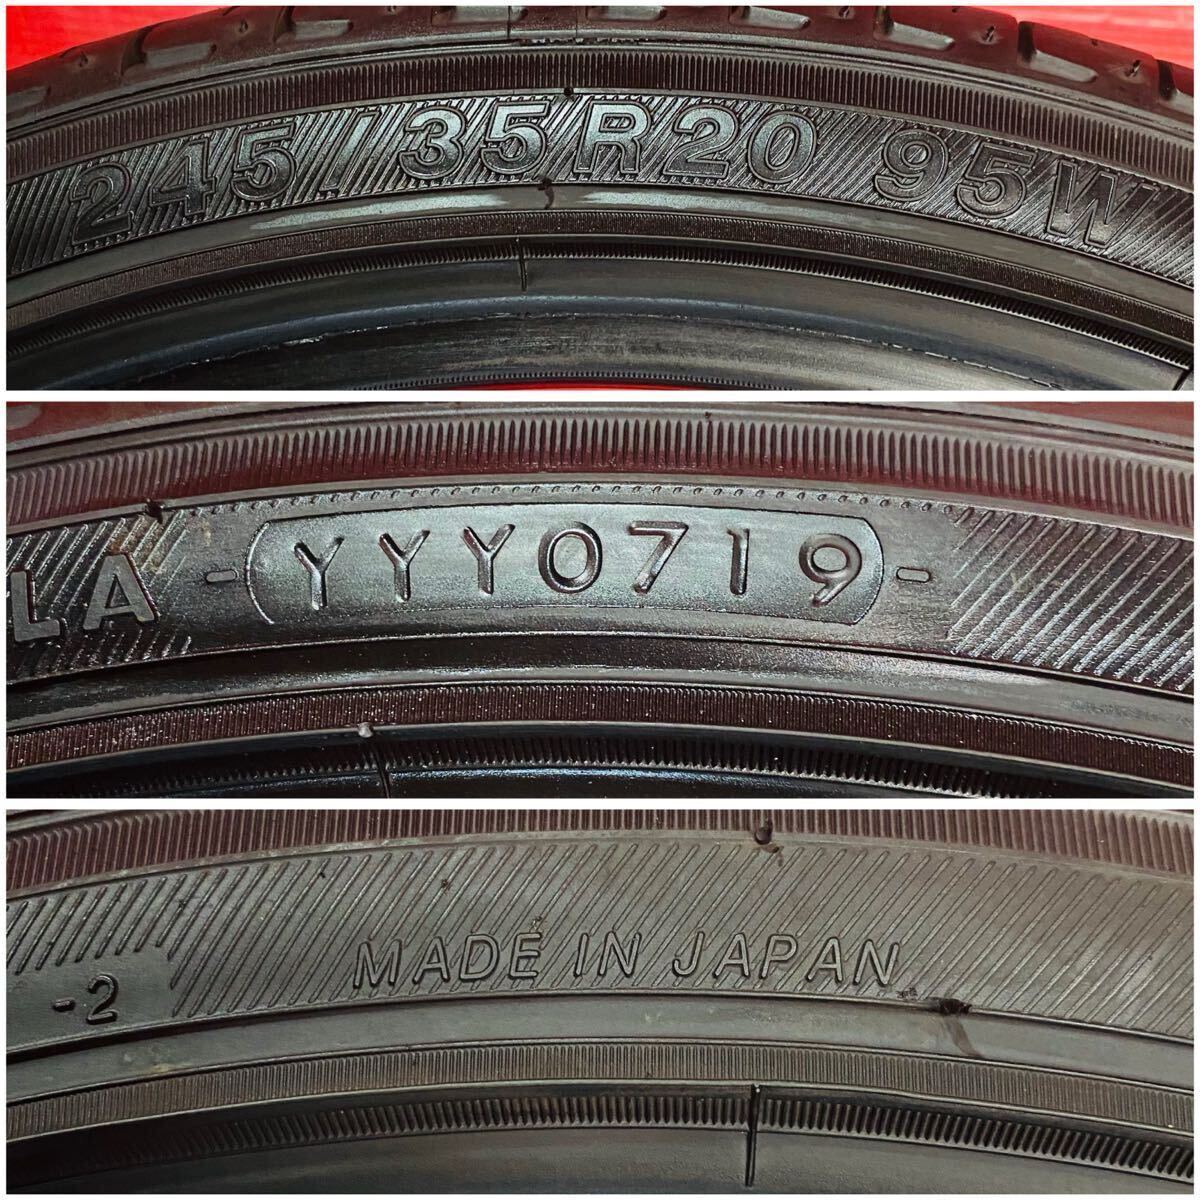 245/35R20 95W
LA - YYY0719 -
-2 MADE IN JAPAN